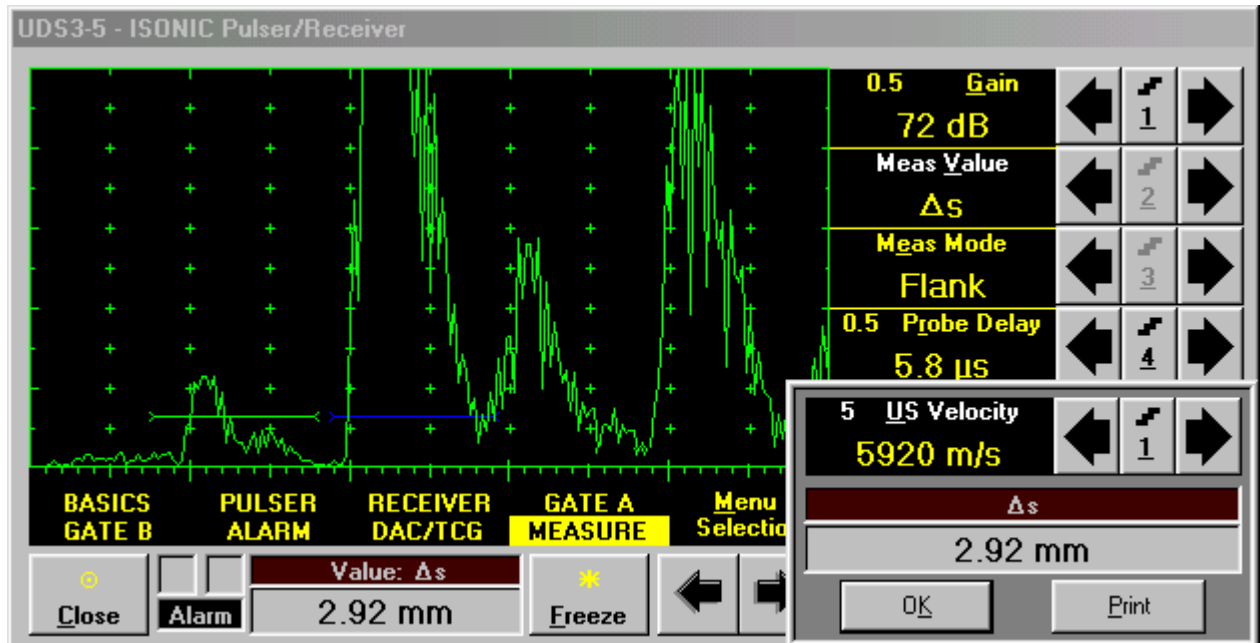 UDS3-5 - ISONIC Pulser/Receiver
0.5 Gain
72 dB
1
Meas Value
Δs
2
Meas Mode
Flank
3
0.5 Probe Delay
5.8 µs
4
5 US Velocity
5920 m/s
1
Δs
2.92 mm
OK
Print
BASICS PULSER RECEIVER GATE A Menu
GATE B ALARM DAC/TCG MEASURE Selectio
Close
Alarm
Value: Δs
2.92 mm
Freeze